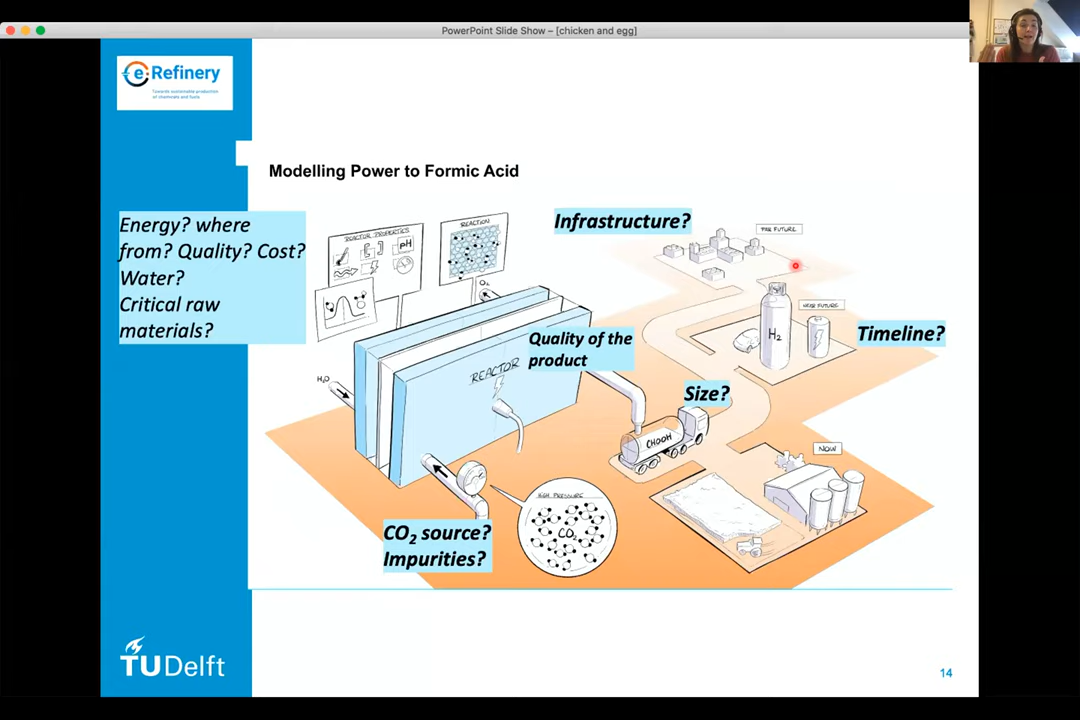 PowerPoint Slide Show – [chicken and egg]
e Refinery
Towards sustainable production
of chemicals and fuels
Modelling Power to Formic Acid
Energy? where
from? Quality? Cost?
Water?
Critical raw
materials?
REACTOR PROPERTIES
pH
REACTION
O₂
Infrastructure?
FAR FUTURE
NEAR FUTURE
H₂
Timeline?
Quality of the
product
REACTOR
H₂O
Size?
CHOOH
NOW
HIGH PRESSURE
CO₂
CO₂ source?
Impurities?
TUDelft
14